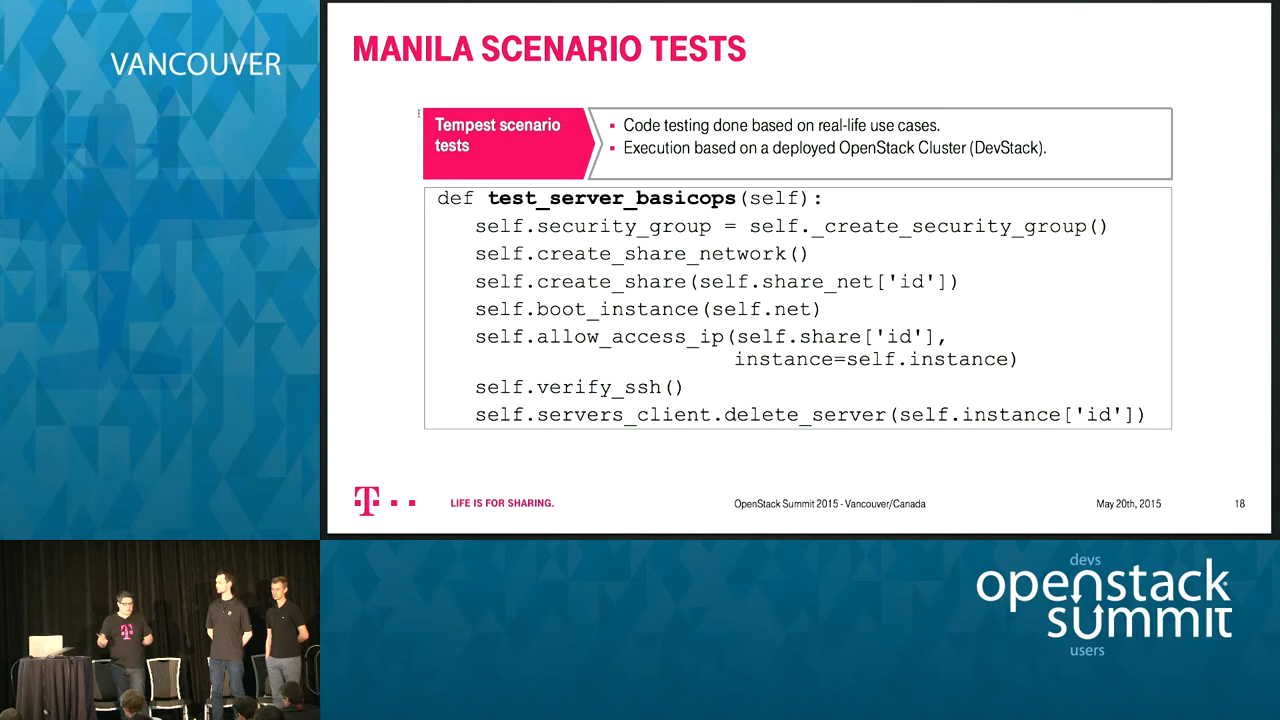 VANCOUVER
MANILA SCENARIO TESTS
Tempest scenario
tests
▪ Code testing done based on real-life use cases.
▪ Execution based on a deployed OpenStack Cluster (DevStack).
def test_server_basicops(self):
self.security_group = self._create_security_group()
self.create_share_network()
self.create_share(self.share_net['id'])
self.boot_instance(self.net)
self.allow_access_ip(self.share['id'],
instance=self.instance)
self.verify_ssh()
self.servers_client.delete_server(self.instance['id'])
T
LIFE IS FOR SHARING.
OpenStack Summit 2015 - Vancouver/Canada
May 20th, 2015
18
devs
openstack
summit
users
T